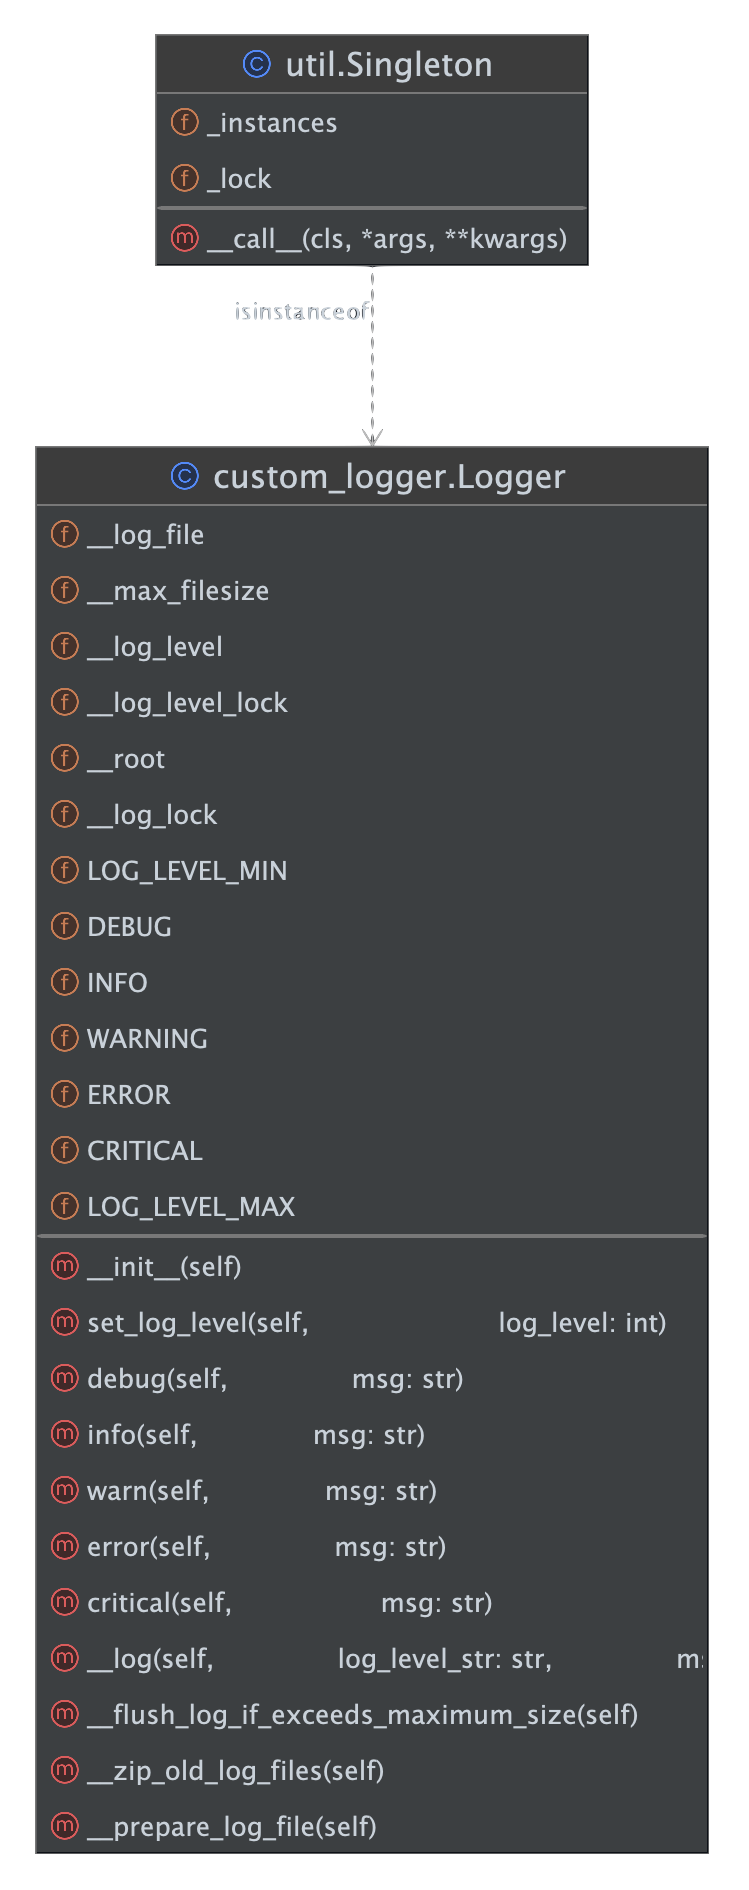 util.Singleton
_instances
_lock
__call__(cls, *args, **kwargs)
isinstanceof
custom_logger.Logger
__log_file
__max_filesize
__log_level
__log_level_lock
__root
__log_lock
LOG_LEVEL_MIN
DEBUG
INFO
WARNING
ERROR
CRITICAL
LOG_LEVEL_MAX
__init__(self)
set_log_level(self, log_level: int)
debug(self, msg: str)
info(self, msg: str)
warn(self, msg: str)
error(self, msg: str)
critical(self, msg: str)
__log(self, log_level_str: str,
__flush_log_if_exceeds_maximum_size(self)
__zip_old_log_files(self)
__prepare_log_file(self)